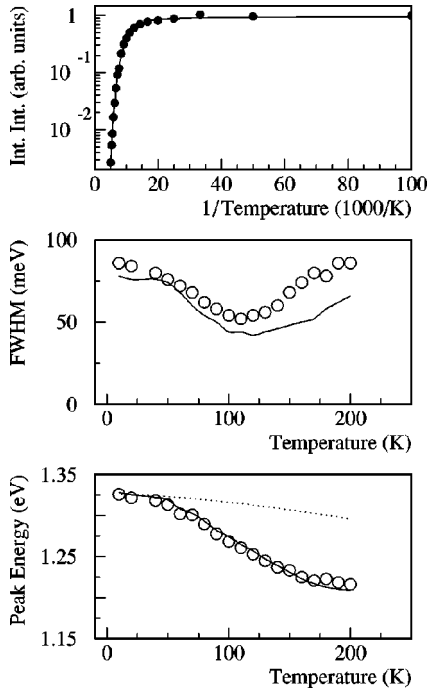 Int. Int. (arb. units)
1
10-1
10-2
0 20 40 60 80 100
1/Temperature (1000/K)
FWHM (meV)
100
50
0
0 100 200
Temperature (K)
Peak Energy (eV)
1.35
1.25
1.15
0 100 200
Temperature (K)